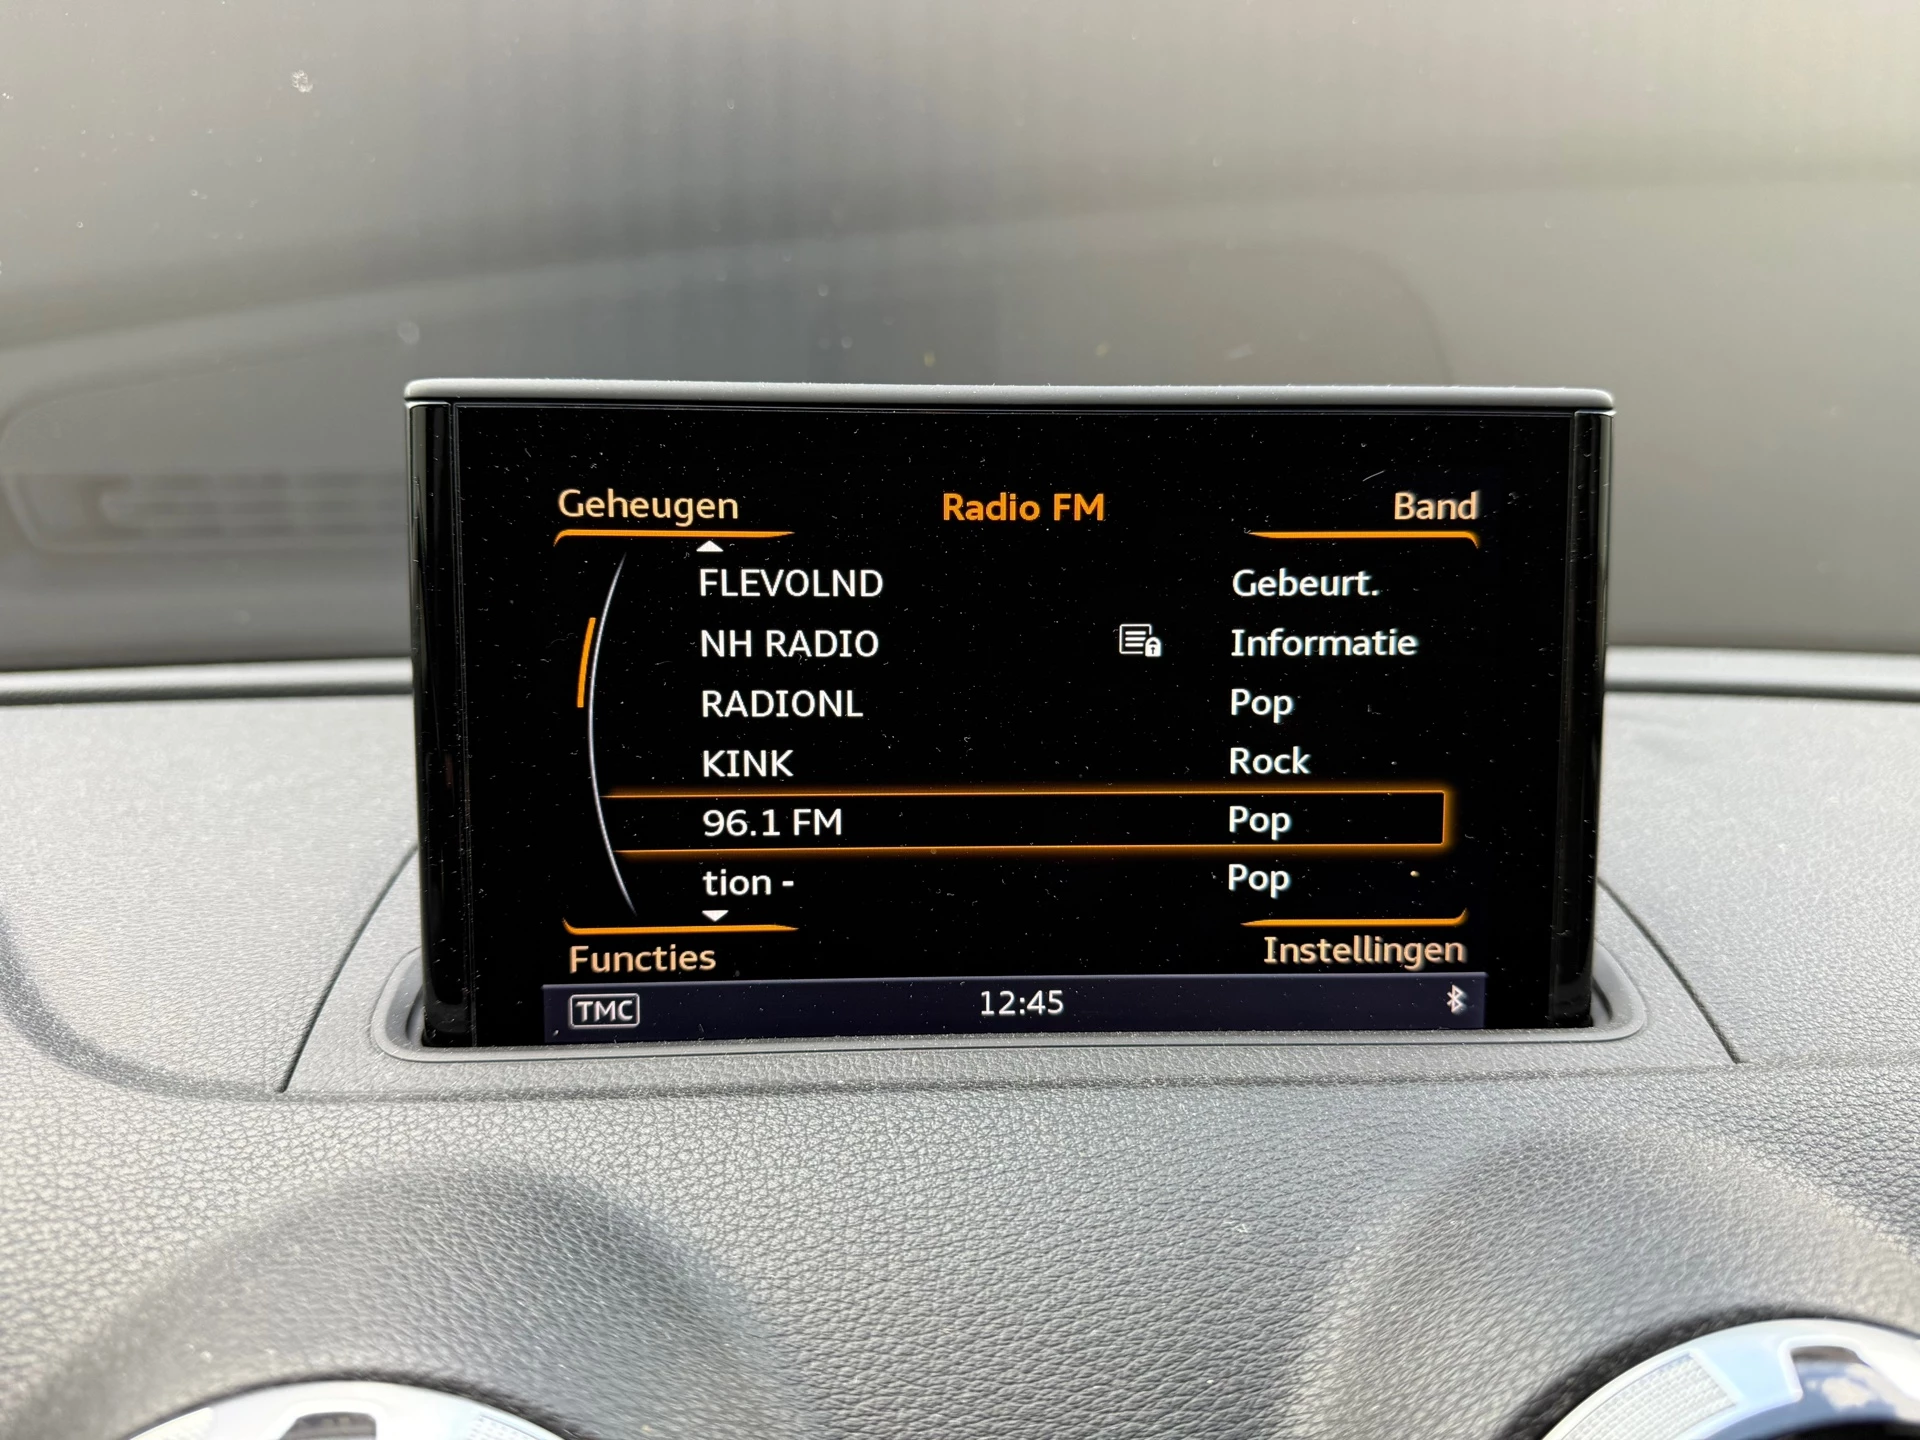 Geheugen Radio FM Band
FLEVOLND Gebeurt.
NH RADIO Informatie
RADIONL Pop
KINK Rock
96.1 FM Pop
tion - Pop
Functies Instellingen
TMC 12:45